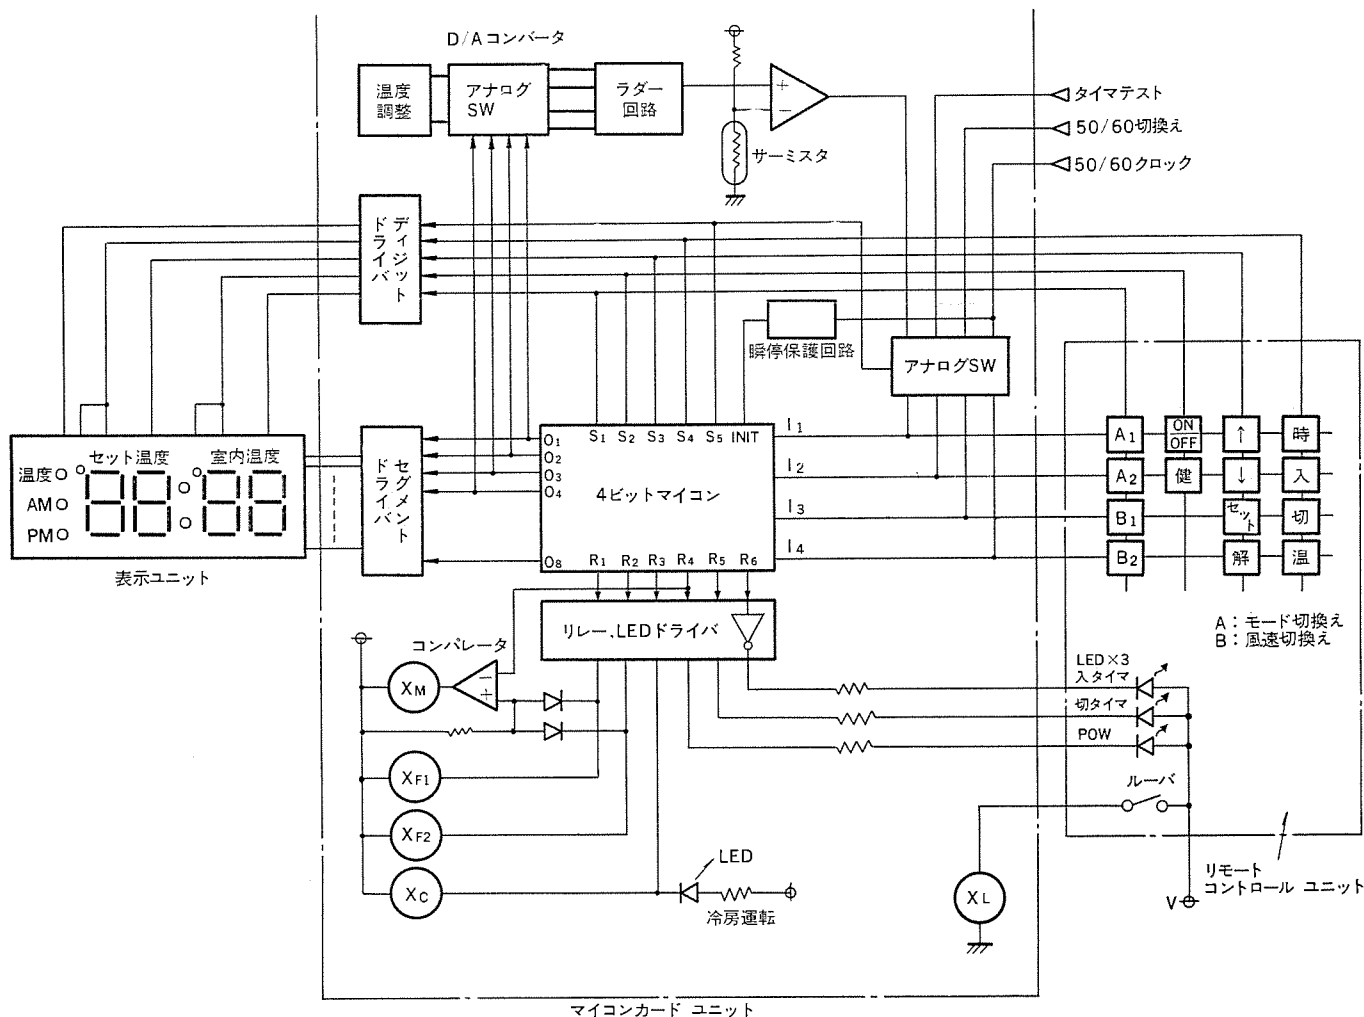 D/Aコンバータ
温度
調整
アナログ
SW
ラダー
回路
+
−
サーミスタ
タイマテスト
50/60切換え
50/60クロック
ディジット
ドライバ
瞬停保護回路
アナログSW
セット温度
室内温度
温度
AM
PM
表示ユニット
セグメント
ドライバ
O1
O2
O3
O4
O8
S1 S2 S3 S4 S5 INIT
4ビットマイコン
R1 R2 R3 R4 R5 R6
I1
I2
I3
I4
A1
ON
OFF
↑
時
A2
健
↓
入
B1
セット
切
B2
解
温
A：モード切換え
B：風速切換え
リレー、LEDドライバ
コンパレータ
−
+
XM
XF1
XF2
XC
LED
冷房運転
XL
LED×3
入タイマ
切タイマ
POW
ルーバ
V
リモート
コントロール ユニット
マイコンカード ユニット